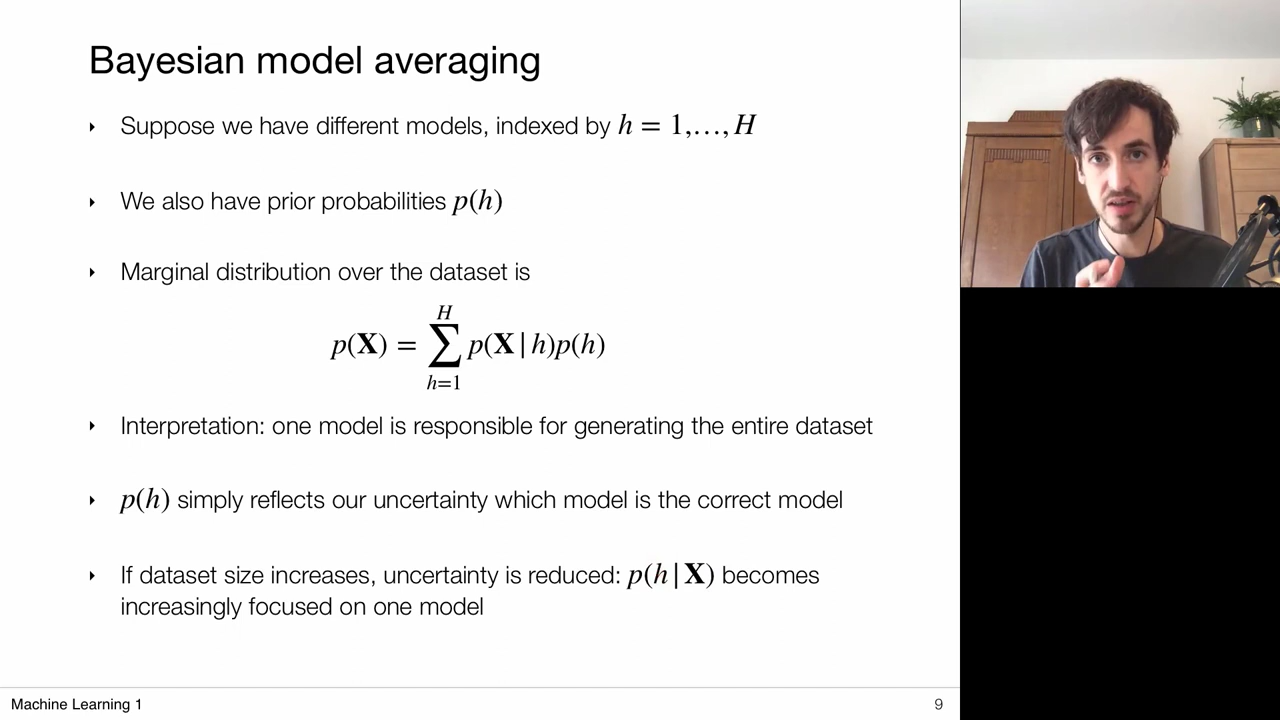 Bayesian model averaging
‣ Suppose we have different models, indexed by h = 1,…, H
‣ We also have prior probabilities p(h)
‣ Marginal distribution over the dataset is
p(X) = ∑_{h=1}^{H} p(X | h)p(h)
‣ Interpretation: one model is responsible for generating the entire dataset
‣ p(h) simply reflects our uncertainty which model is the correct model
‣ If dataset size increases, uncertainty is reduced: p(h | X) becomes
increasingly focused on one model
Machine Learning 1
9